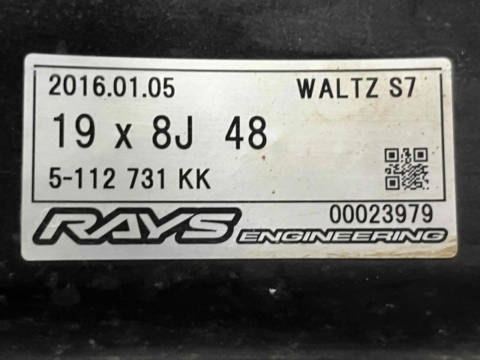 2016.01.05 WALTZ S7
19 x 8J 48
5-112 731 KK
00023979
RAYS ENGINEERING